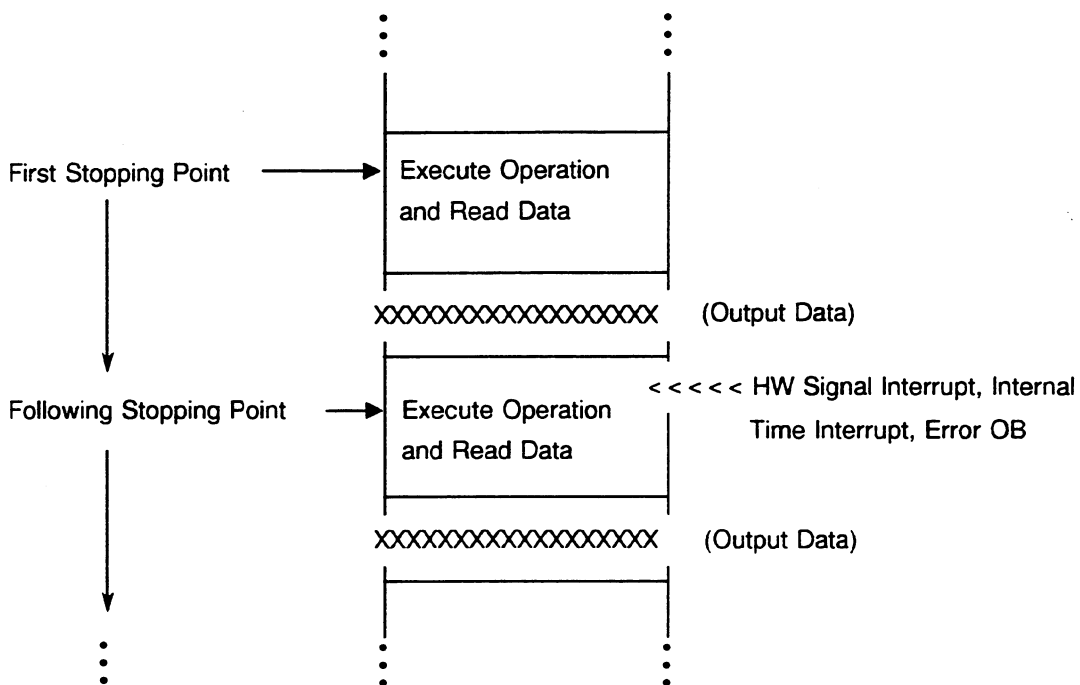 First Stopping Point
Execute Operation
and Read Data
XXXXXXXXXXXXXXXXXX (Output Data)
Following Stopping Point
Execute Operation
and Read Data
< < < < < HW Signal Interrupt, Internal
Time Interrupt, Error OB
XXXXXXXXXXXXXXXXXX (Output Data)